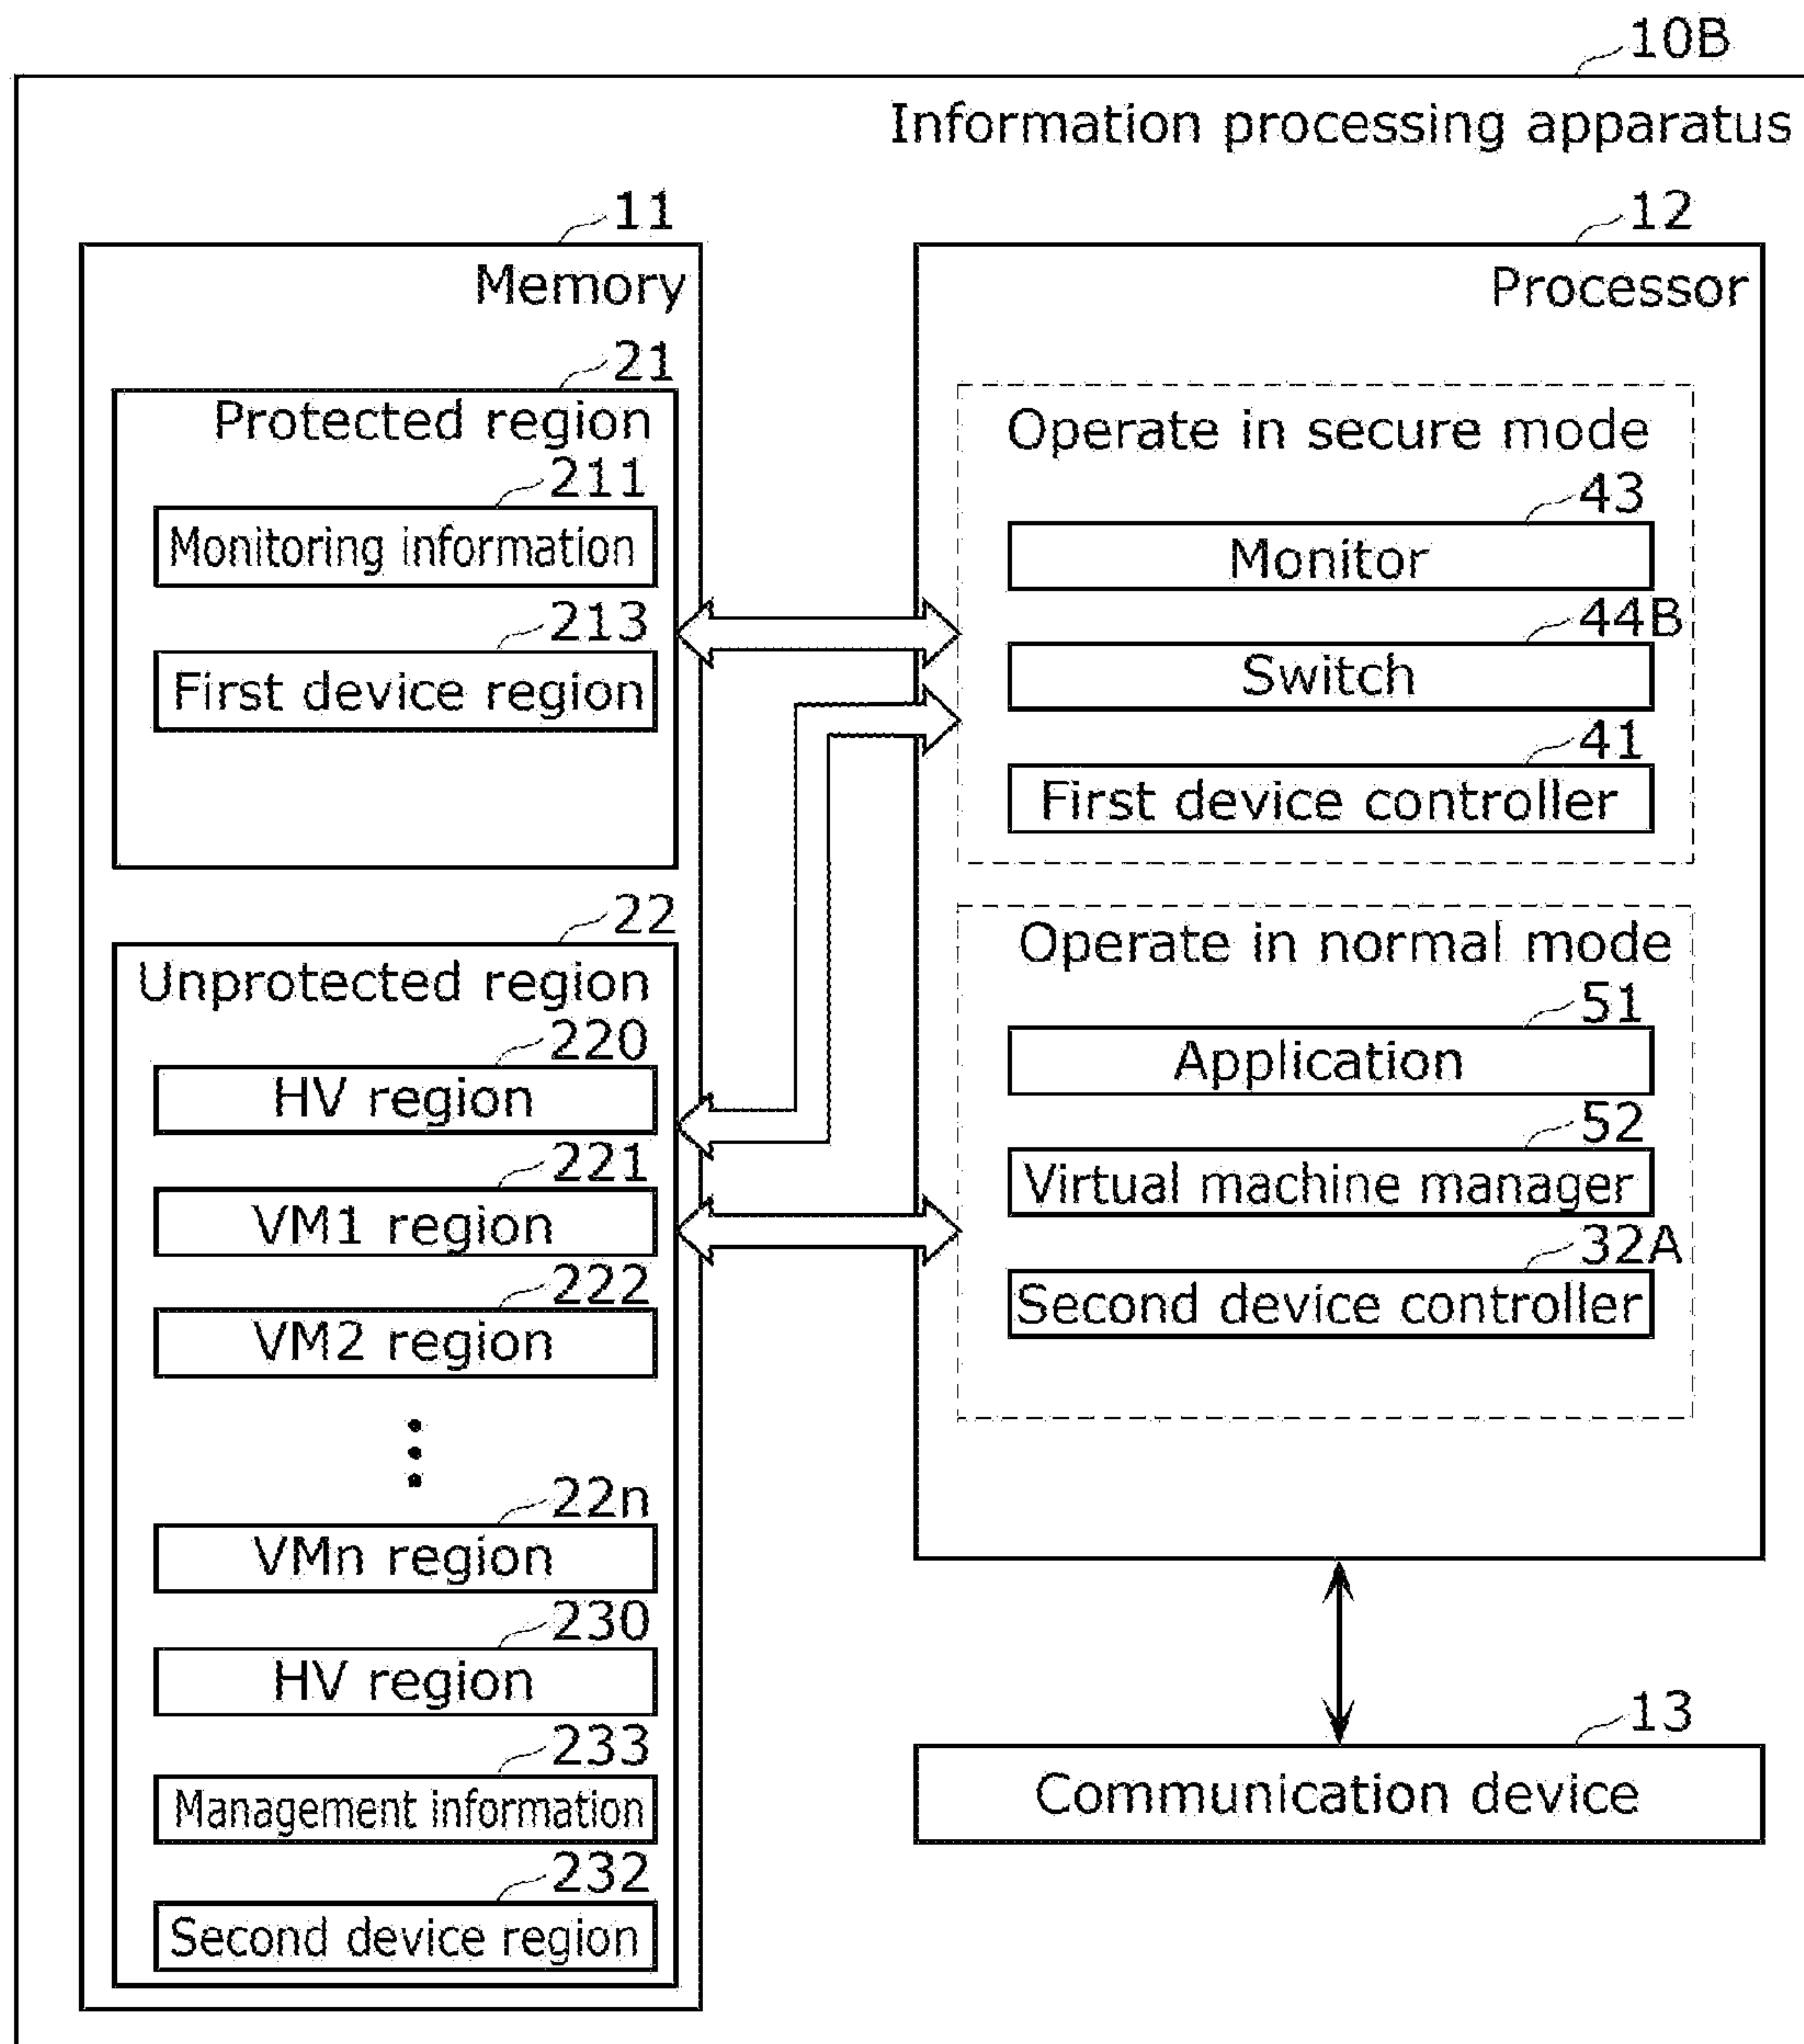 10B
Information processing apparatus
11
Memory
21
Protected region
211
Monitoring information
213
First device region
22
Unprotected region
220
HV region
221
VM1 region
222
VM2 region
22n
VMn region
230
HV region
233
Management information
232
Second device region
12
Processor
Operate in secure mode
43
Monitor
44B
Switch
41
First device controller
Operate in normal mode
51
Application
52
Virtual machine manager
32A
Second device controller
13
Communication device